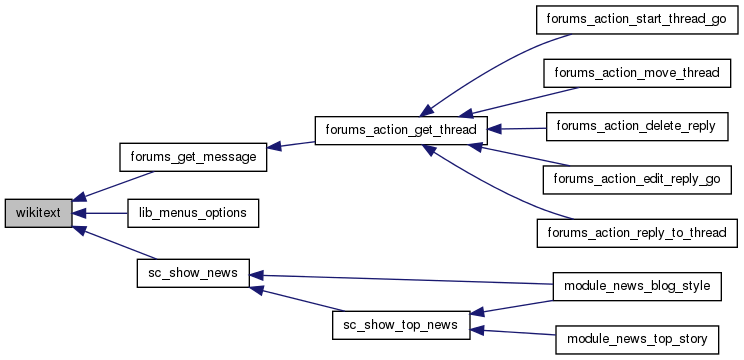 forums_action_start_thread_go
forums_action_move_thread
forums_action_get_thread
forums_action_delete_reply
forums_get_message
forums_action_edit_reply_go
wikitext
lib_menus_options
forums_action_reply_to_thread
sc_show_news
module_news_blog_style
sc_show_top_news
module_news_top_story